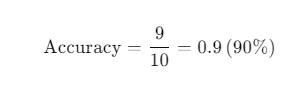 Accuracy = 9/10 = 0.9 (90%)